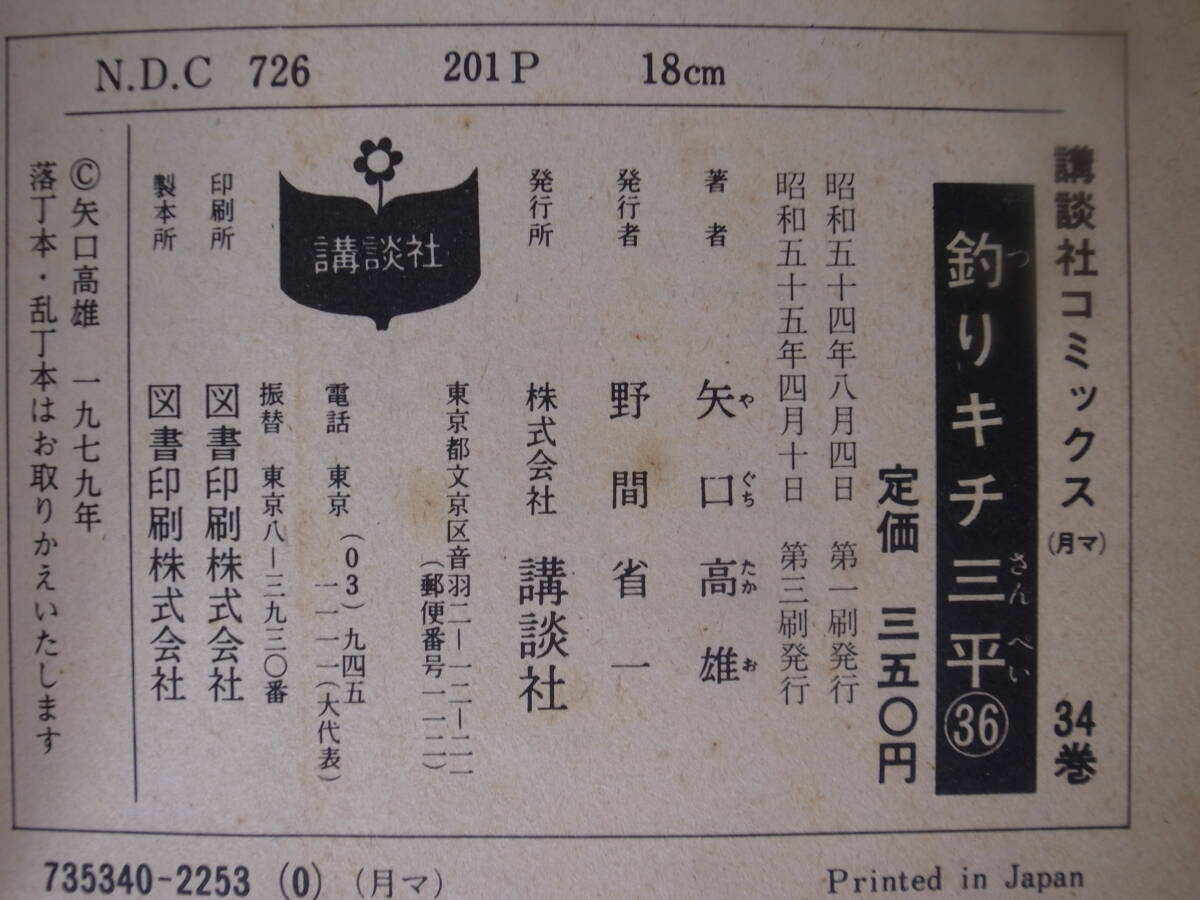 N.D.C 726 201P 18cm
講談社コミックス(月マ) 34巻
釣りキチ三平㊱
つ さんぺい
定価 三五〇円
昭和五十四年八月四日 第一刷発行
昭和五十五年四月十日 第三刷発行
著者 矢口高雄
やぐちたかお
発行者 野間省一
発行所 株式会社 講談社
東京都文京区音羽二―一二―二一
(郵便番号一一二)
電話 東京(03)九四五
一一一一(大代表)
振替 東京八―三九三〇番
講談社
印刷所 図書印刷株式会社
製本所 図書印刷株式会社
©矢口高雄 一九七九年
落丁本・乱丁本はお取りかえいたします
735340-2253 (0) (月マ)
Printed in Japan